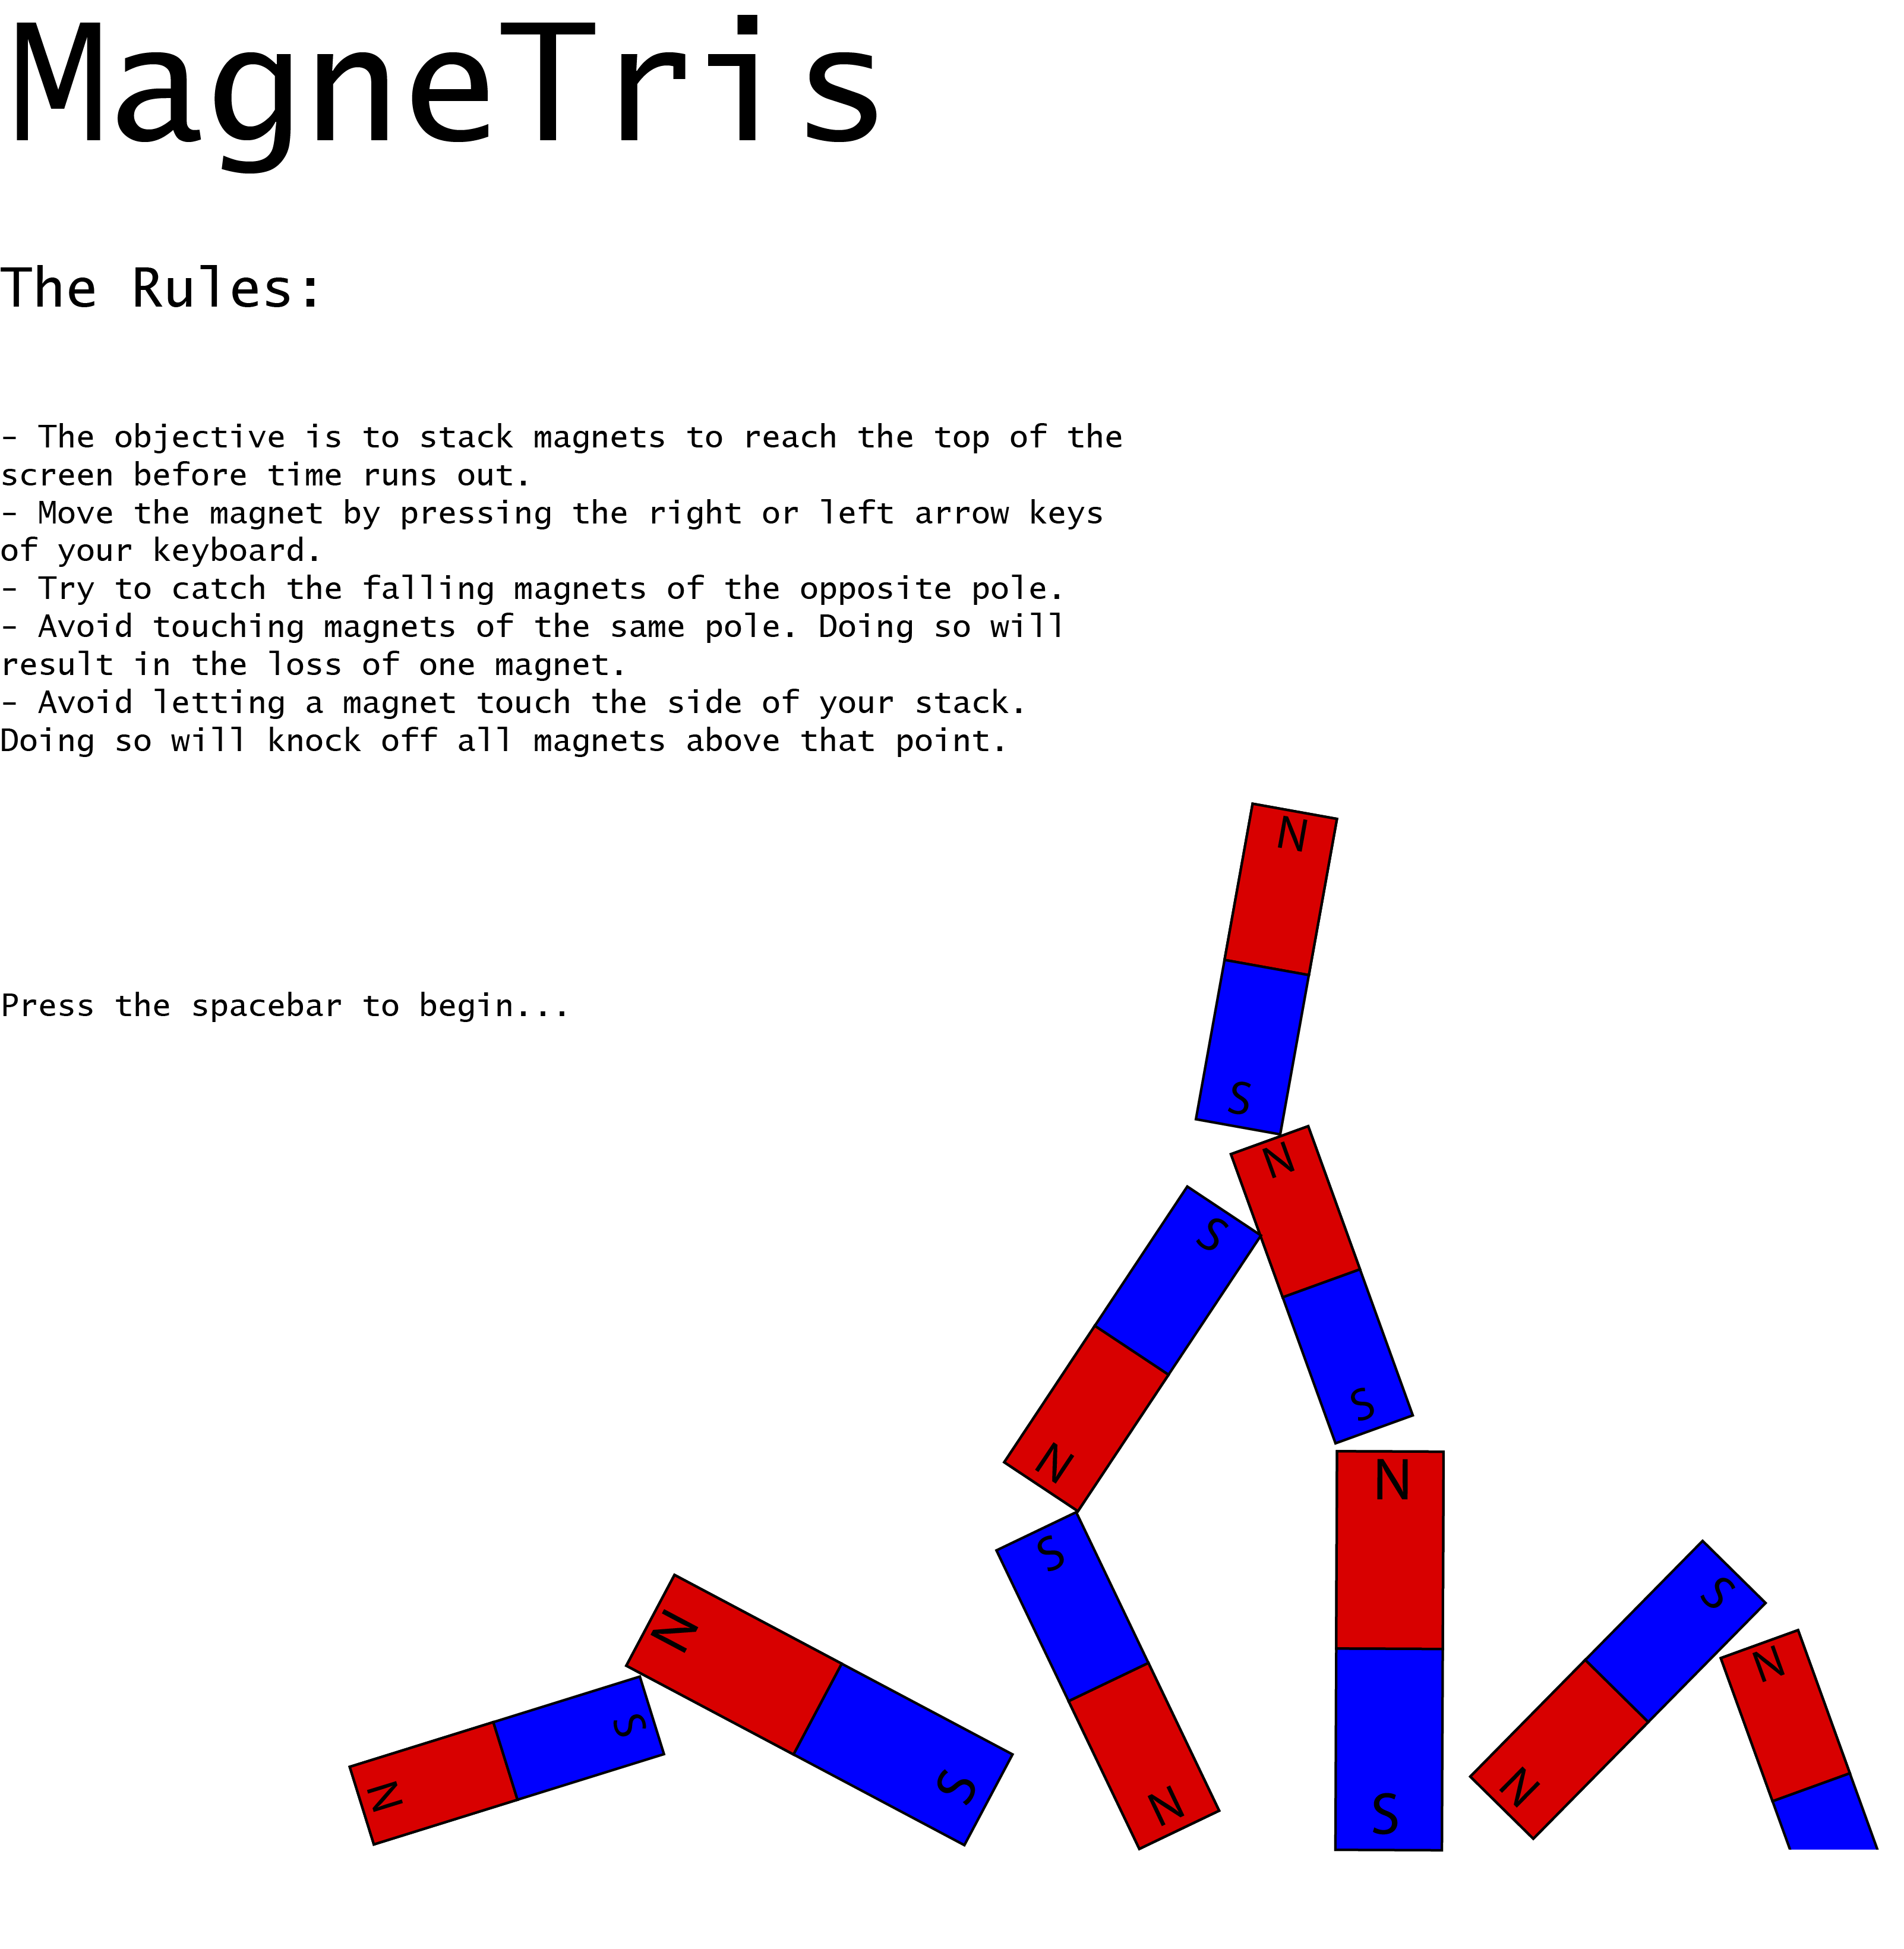 MagneTris
The Rules:
- The objective is to stack magnets to reach the top of the
screen before time runs out.
- Move the magnet by pressing the right or left arrow keys
of your keyboard.
- Try to catch the falling magnets of the opposite pole.
- Avoid touching magnets of the same pole. Doing so will
result in the loss of one magnet.
- Avoid letting a magnet touch the side of your stack.
Doing so will knock off all magnets above that point.
N
Press the spacebar to begin...
S
N
S
S
N
N
S
N
S
N
S
N
S
N
S
N
S
N